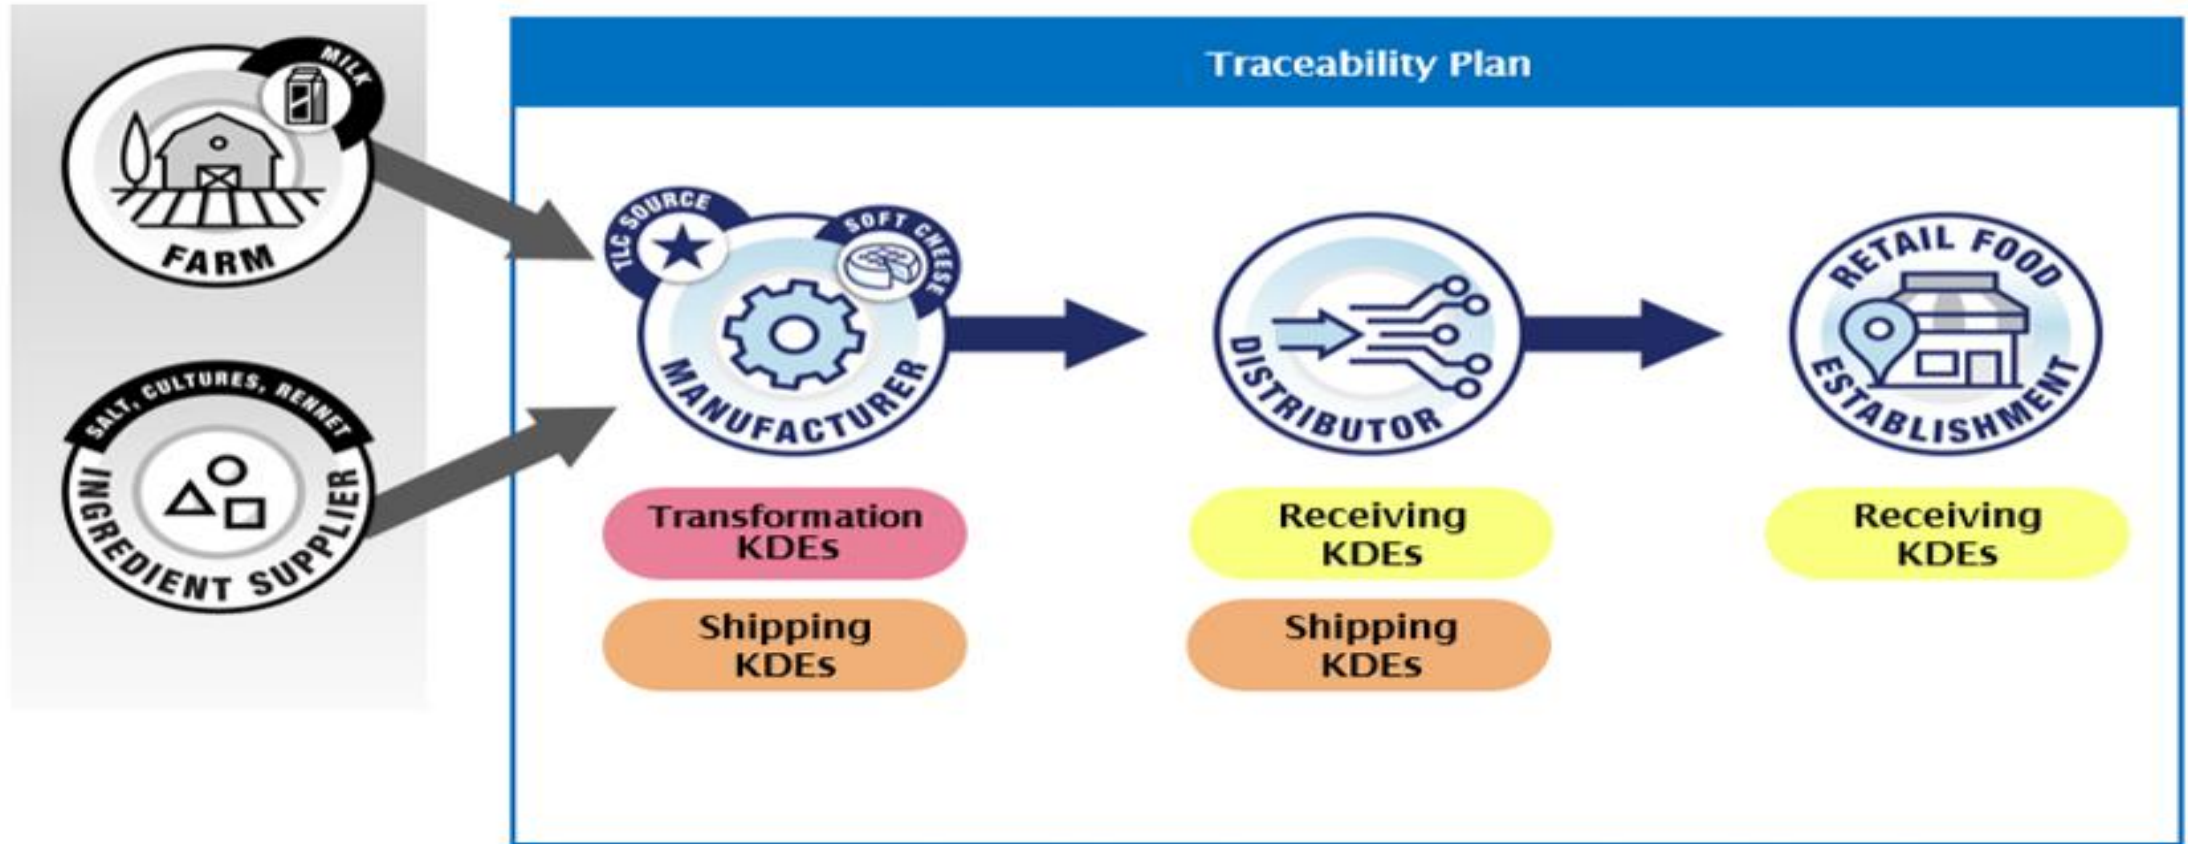 MILK
FARM
SALT, CULTURES, RENNET
INGREDIENT SUPPLIER
Traceability Plan
TLC SOURCE
SOFT CHEESE
MANUFACTURER
Transformation
KDEs
Shipping
KDEs
DISTRIBUTOR
Receiving
KDEs
Shipping
KDEs
RETAIL FOOD
ESTABLISHMENT
Receiving
KDEs